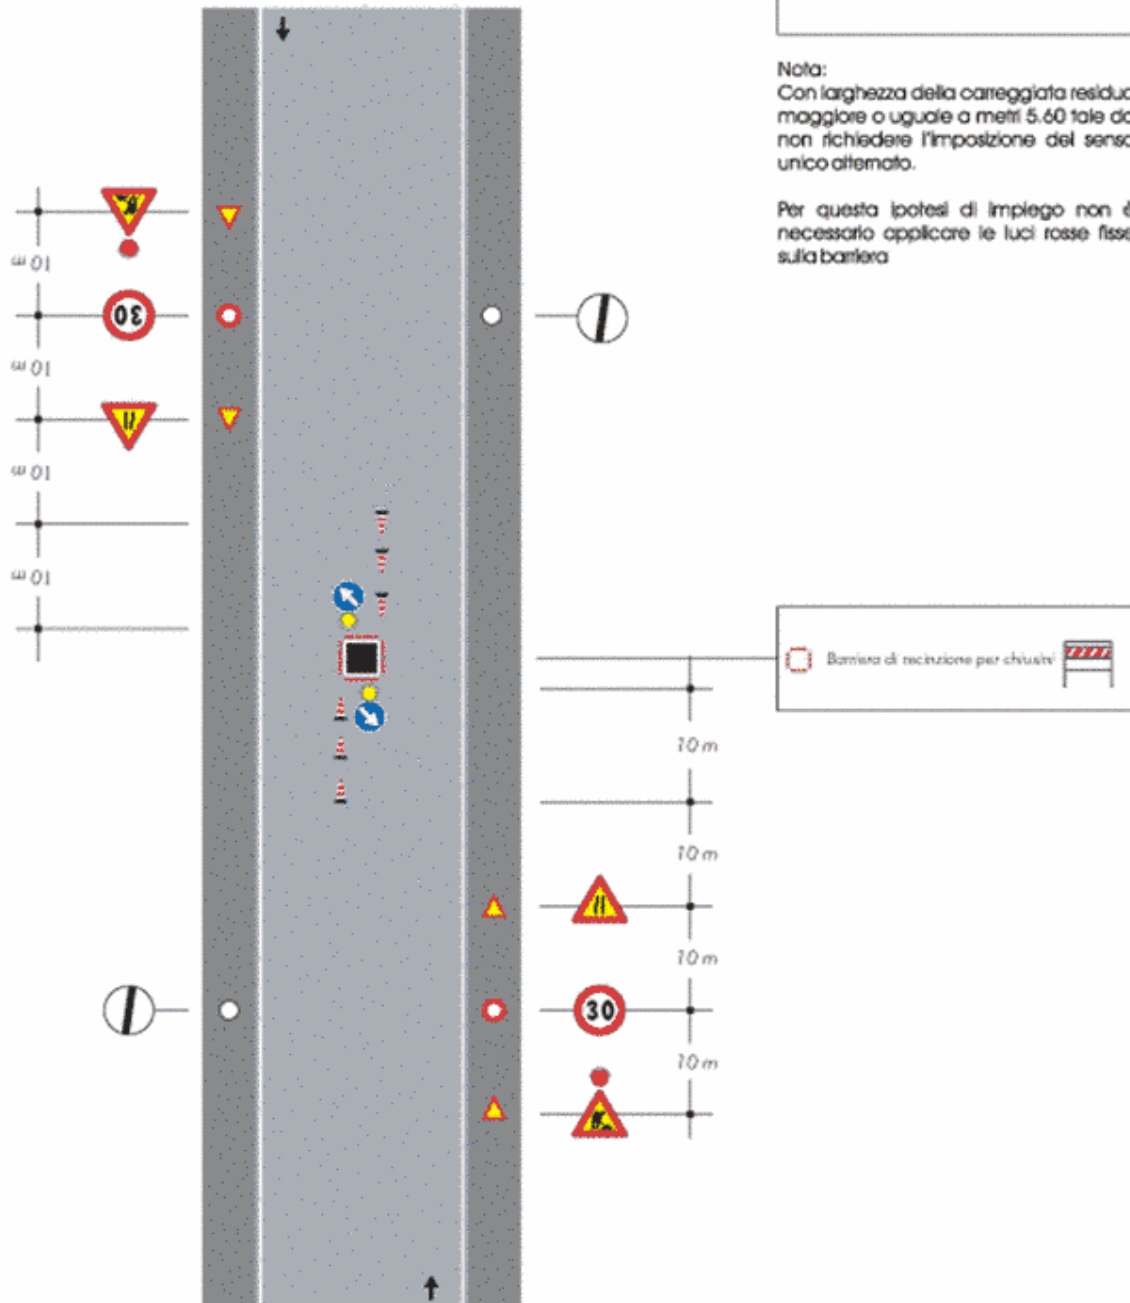 Nota:
Con larghezza della carreggiata residua
maggiore o uguale a metri 5.60 tale da
non richiedere l'imposizione del senso
unico alternato.
Per questa ipotesi di impiego non è
necessario applicare le luci rosse fisse
sulla barriera
10 m
30
10 m
10 m
10 m
Barriera di recinzione per chiusini
10 m
10 m
10 m
30
10 m